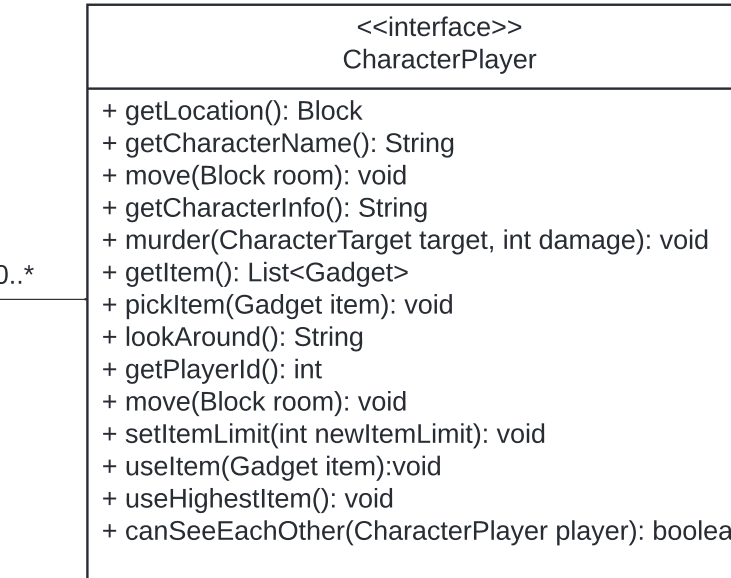 <<interface>>
CharacterPlayer
+ getLocation(): Block
+ getCharacterName(): String
+ move(Block room): void
+ getCharacterInfo(): String
+ murder(CharacterTarget target, int damage): void
+ getItem(): List<Gadget>
0..*
+ pickItem(Gadget item): void
+ lookAround(): String
+ getPlayerId(): int
+ move(Block room): void
+ setItemLimit(int newItemLimit): void
+ useItem(Gadget item):void
+ useHighestItem(): void
+ canSeeEachOther(CharacterPlayer player): boolea